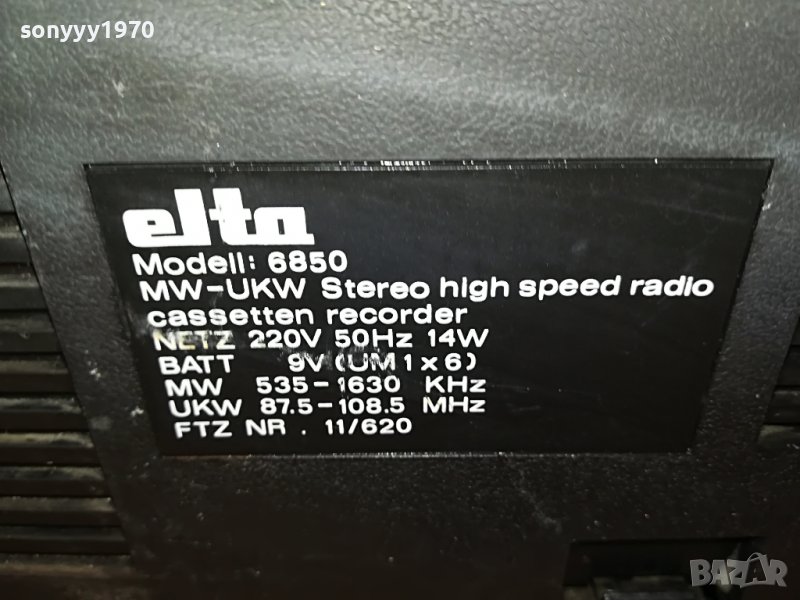 sonyyy1970
elta
Modell: 6850
MW-UKW Stereo high speed radio
cassetten recorder
NETZ 220V 50Hz 14W
BATT 9V (UM 1 x 6)
MW 535-1630 KHz
UKW 87.5-108.5 MHz
FTZ NR . 11/620
BAZAR